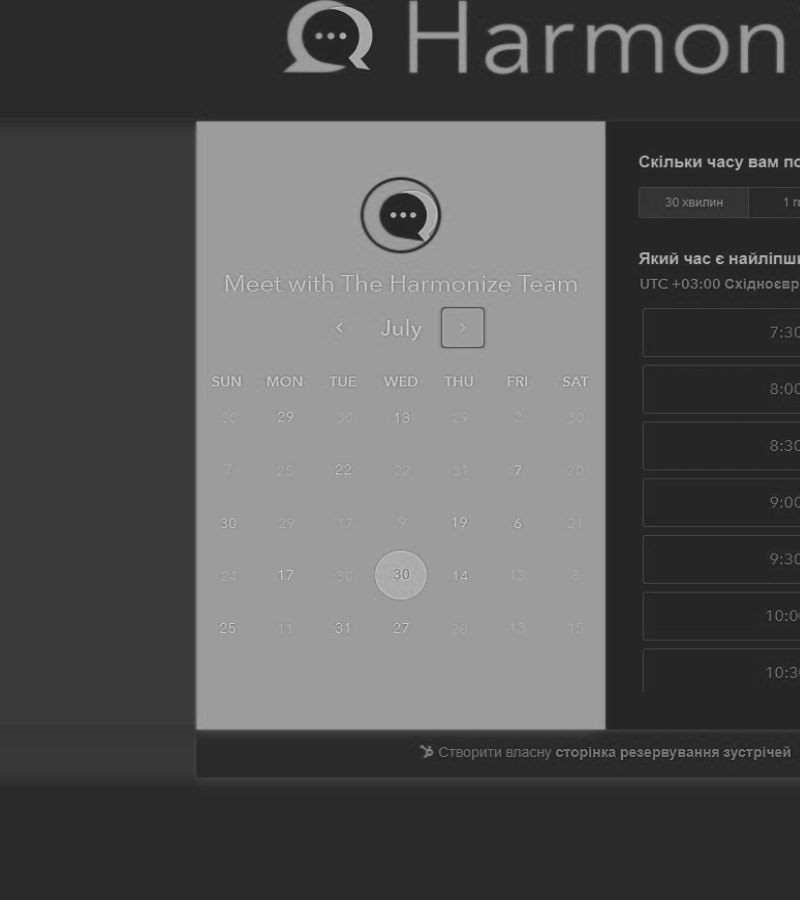 Harmon
Meet with The Harmonize Team
July
SUN MON TUE WED THU FRI SAT
30 29 30 13 29 2 30
7 25 22 22 31 7 20
30 29 17 9 19 6 21
24 17 30 30 14 13 8
25 11 31 27 28 13 15
Скільки часу вам по
30 хвилин 1 го
Який час є найліпши
UTC +03:00 Східноєвр
7:30
8:00
8:30
9:00
9:30
10:00
10:30
Створити власну сторінка резервування зустрічей